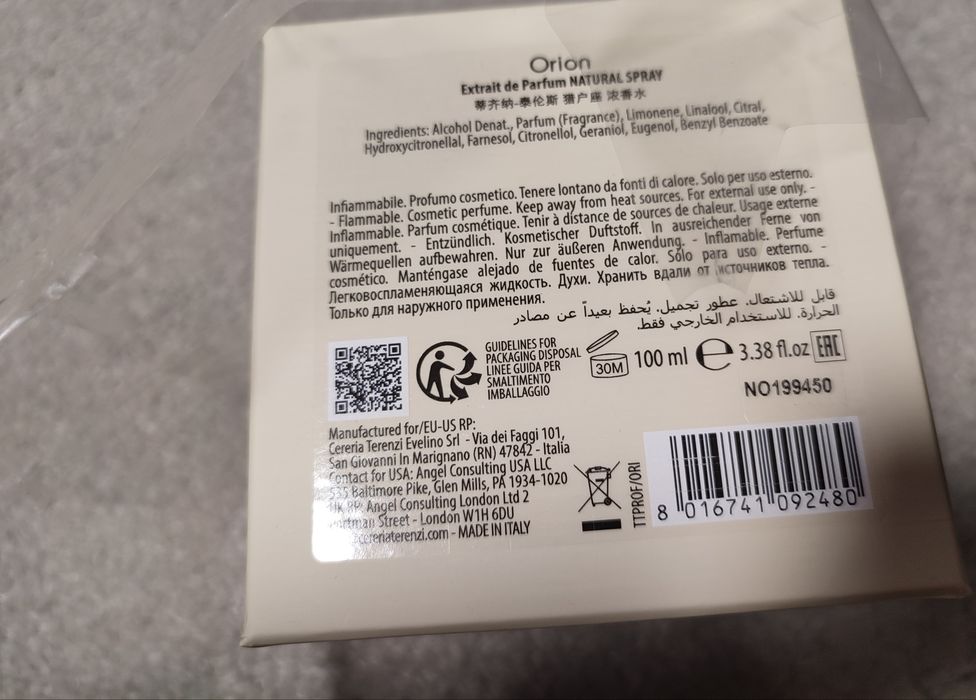 Orion
Extrait de Parfum NATURAL SPRAY
蒂齐纳-泰伦斯 猎户座 浓香水
Ingredients: Alcohol Denat., Parfum (Fragrance), Limonene, Linalool, Citral,
Hydroxycitronellal, Farnesol, Citronellol, Geraniol, Eugenol, Benzyl Benzoate
Infiammabile. Profumo cosmetico. Tenere lontano da fonti di calore. Solo per uso esterno.
- Flammable. Cosmetic perfume. Keep away from heat sources. For external use only. -
Inflammable. Parfum cosmétique. Tenir à distance de sources de chaleur. Usage externe
uniquement. - Entzündlich. Kosmetischer Duftstoff. In ausreichender Ferne von
Wärmequellen aufbewahren. Nur zur äußeren Anwendung. - Inflamable. Perfume
cosmético. Manténgase alejado de fuentes de calor. Sólo para uso externo. -
Легковоспламеняющаяся жидкость. Духи. Хранить вдали от источников тепла.
Только для наружного применения.
قابل للاشتعال. عطور تجميل. يُحفظ بعيداً عن مصادر
الحرارة. للاستخدام الخارجي فقط.
GUIDELINES FOR
PACKAGING DISPOSAL
LINEE GUIDA PER
SMALTIMENTO
IMBALLAGGIO
30M 100 ml e 3.38 fl.oz EAC
NO199450
Manufactured for/EU-US RP:
Cereria Terenzi Evelino Srl - Via dei Faggi 101,
San Giovanni In Marignano (RN) 47842 - Italia
Contact for USA: Angel Consulting USA LLC
535 Baltimore Pike, Glen Mills, PA 1934-1020
UK RP: Angel Consulting London Ltd 2
Street - London W1H 6DU
cereriaterenzi.com - MADE IN ITALY
TTPROF/ORI
8 016741 092480